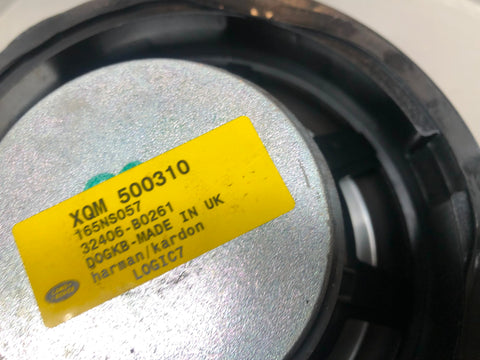 XQM 500310
165NS057
32406-B0261
DOGKB-MADE IN UK
harman/kardon
LOGIC7